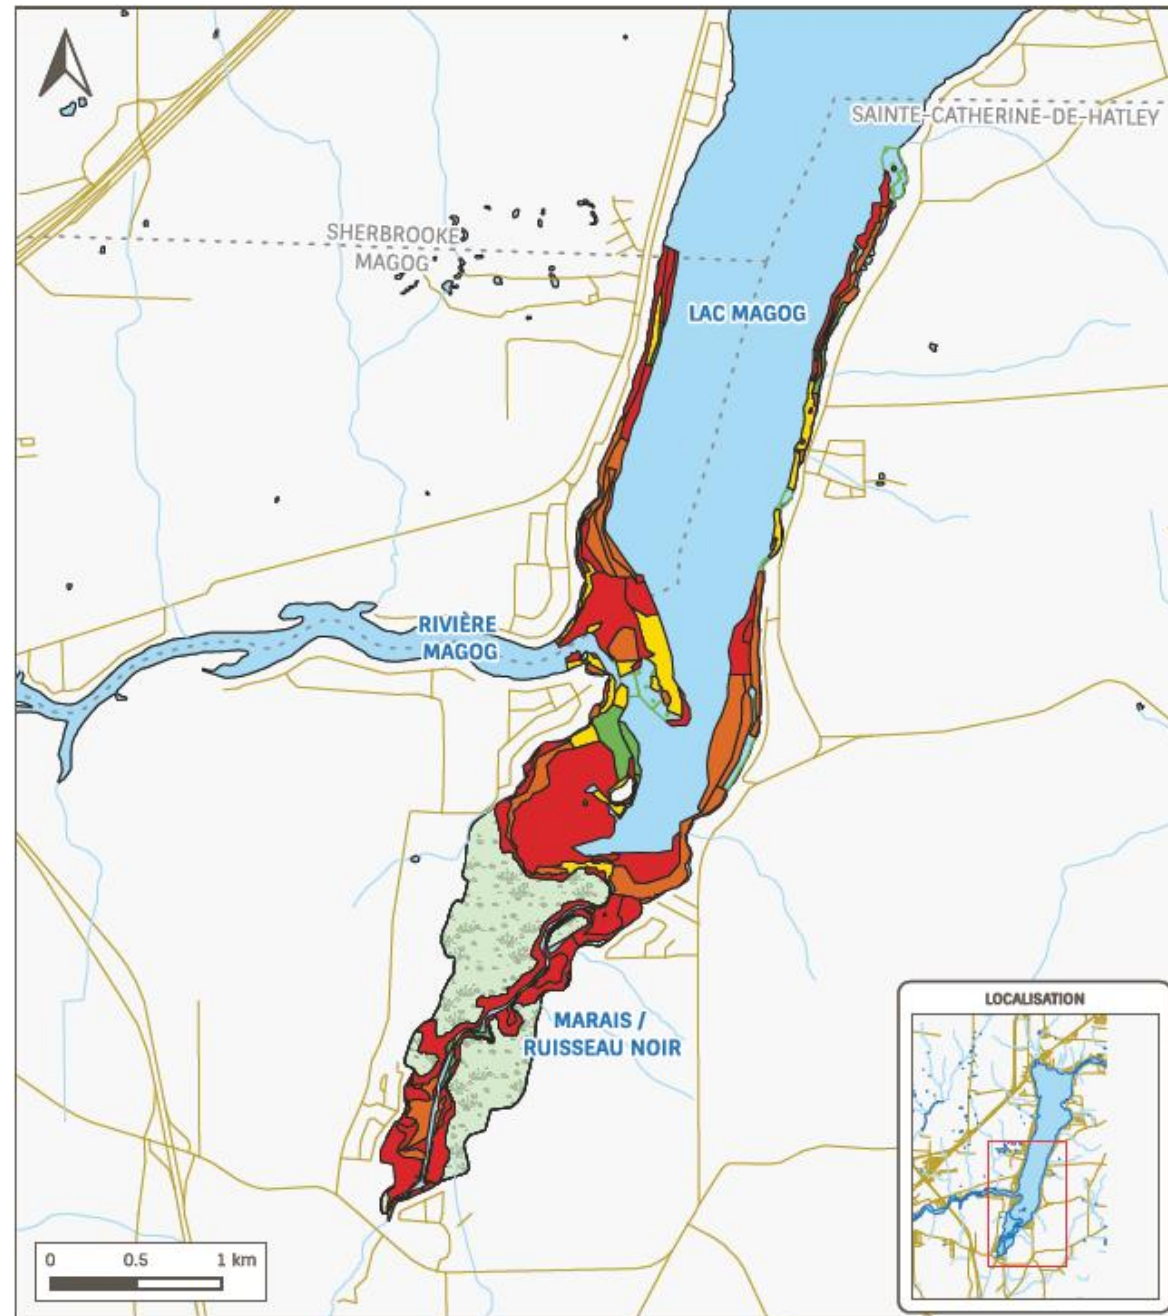 SAINTE-CATHERINE-DE-HATLEY
SHERBROOKE
MAGOG
LAC MAGOG
RIVIÈRE
MAGOG
MARAIS /
RUISSEAU NOIR
LOCALISATION
0 0.5 1 km